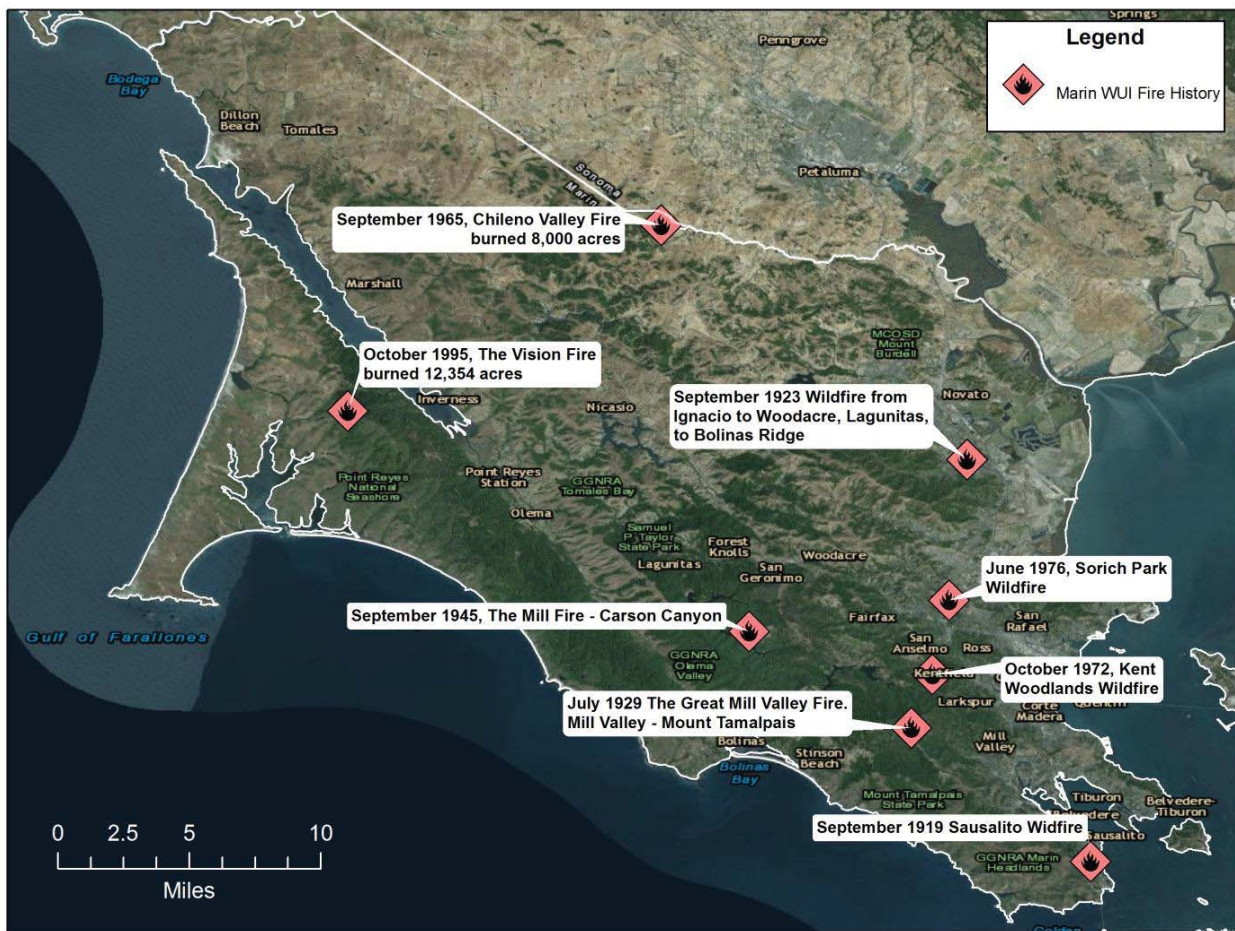 Springs
Penngrove
Legend
Marin WUI Fire History
Bodega
Bay
Dillon
Beach
Tomales
Petaluma
Sonoma
Marin
September 1965, Chileno Valley Fire
burned 8,000 acres
Marshall
MCOSD
Mount
Burdell
October 1995, The Vision Fire
burned 12,354 acres
Inverness
Nicasio
September 1923 Wildfire from
Ignacio to Woodacre, Lagunitas,
to Bolinas Ridge
Novato
Point Reyes
National
Seashore
Point Reyes
Station
GGNRA
Tomales Bay
Olema
Samuel
P. Taylor
State Park
Forest
Knolls
Lagunitas
San
Geronimo
Woodacre
June 1976, Sorich Park
Wildfire
September 1945, The Mill Fire - Carson Canyon
Fairfax
San
Rafael
Gulf of Farallones
GGNRA
Olema
Valley
San
Anselmo
Ross
Kentfield
October 1972, Kent
Woodlands Wildfire
July 1929 The Great Mill Valley Fire.
Mill Valley - Mount Tamalpais
Larkspur
Corte
Madera
Quentin
Bolinas
Bolinas
Bay
Stinson
Beach
Mill
Valley
Mount Tamalpais
State Park
Tiburon
Belvedere
Belvedere-
Tiburon
September 1919 Sausalito Widfire
Sausalito
GGNRA Marin
Headlands
0 2.5 5 10
Miles